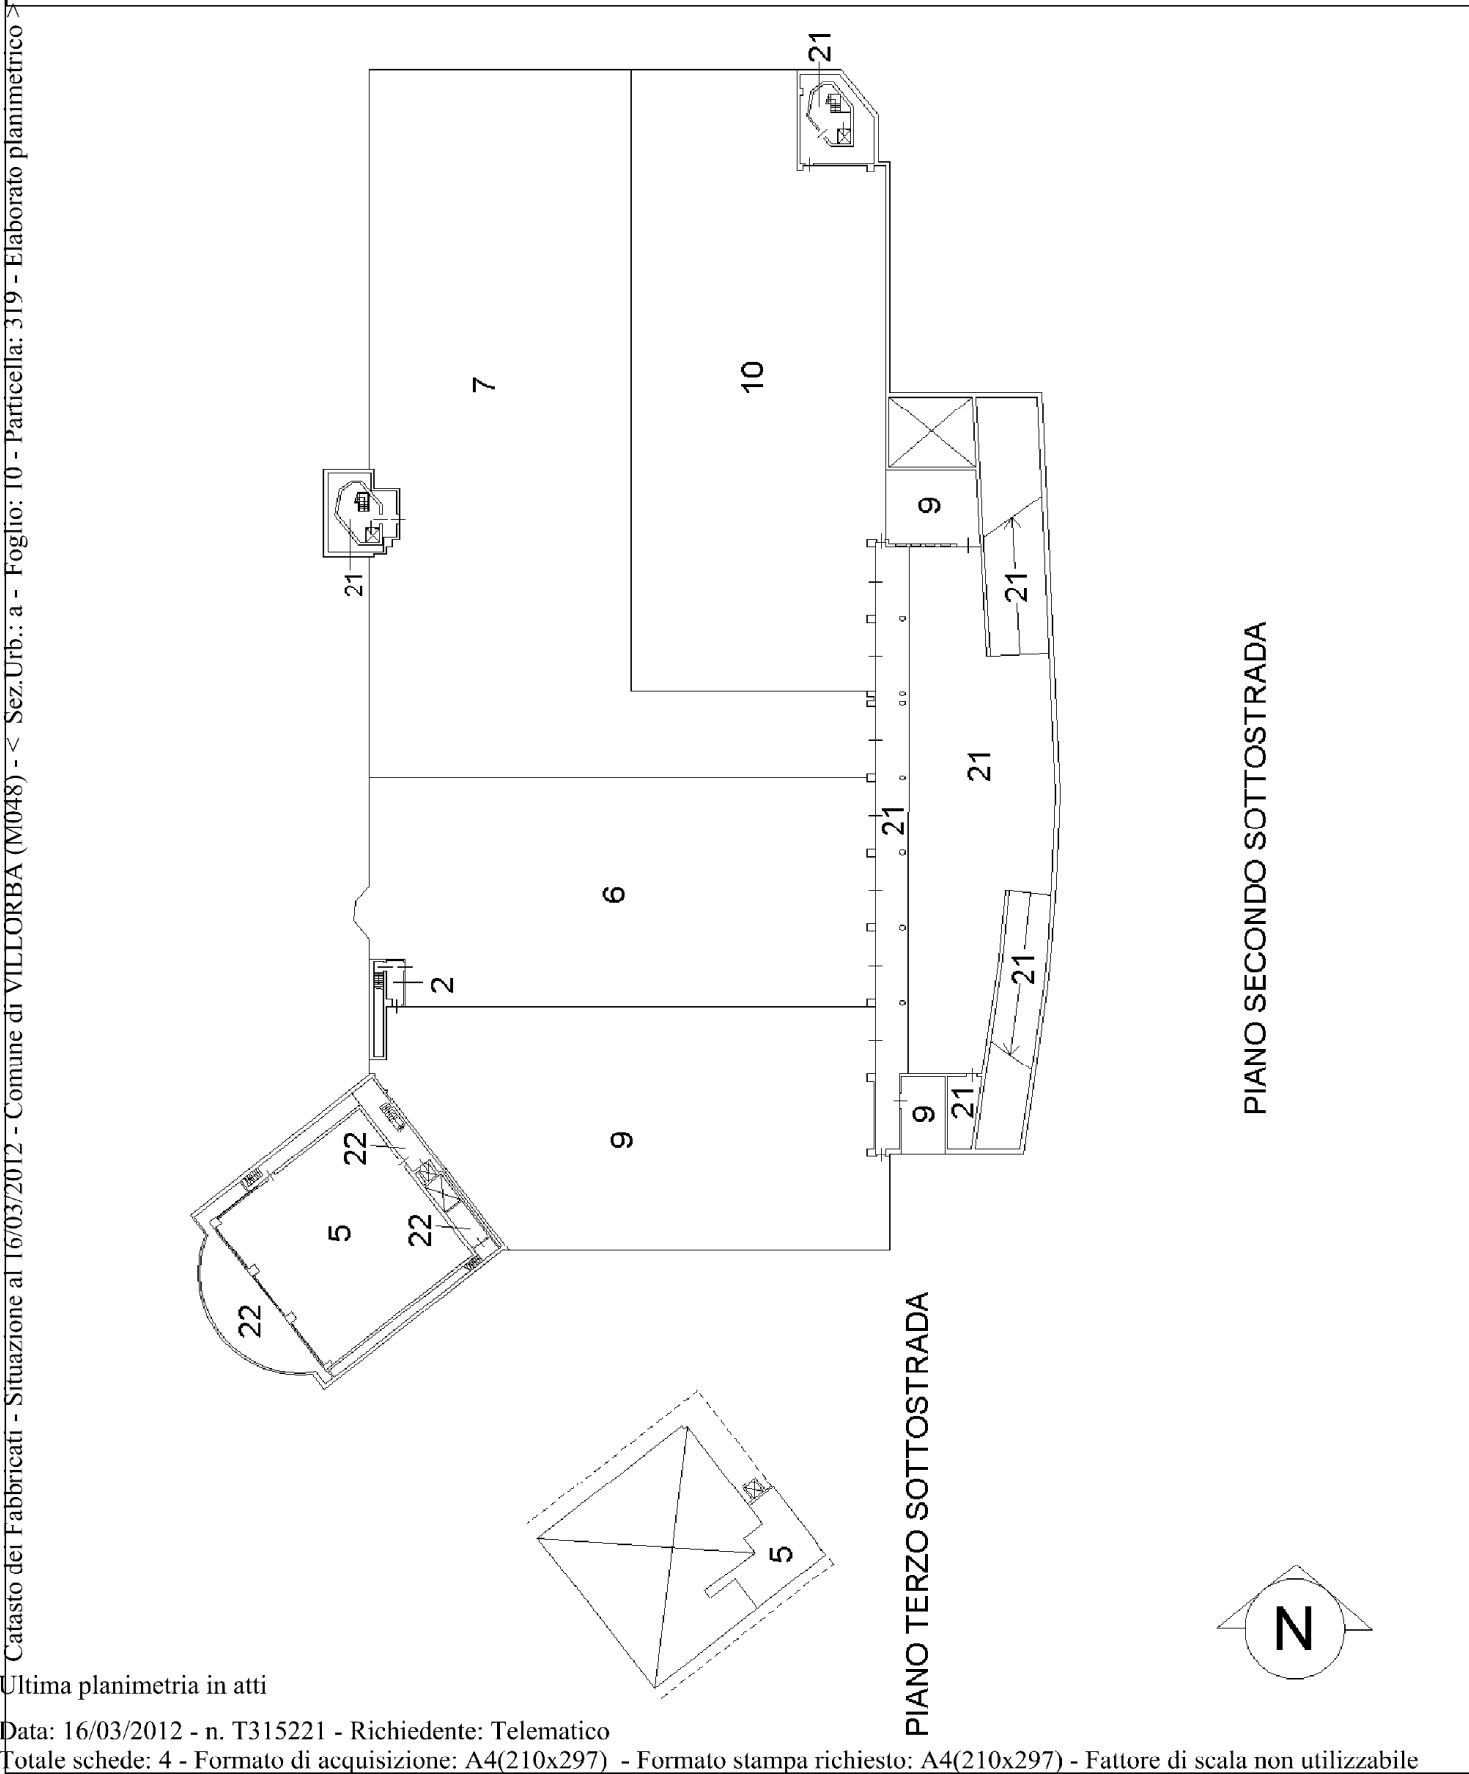 Catasto dei Fabbricati - Situazione al 16/03/2012 - Comune di VILLORBA (M048) - < Sez.Urb.: a - Foglio: 10 - Particella: 319 - Elaborato planimetrico >
21
7
10
21
9
21
21
21
6
2
21
9
21
22
9
5
22
22
PIANO SECONDO SOTTOSTRADA
5
PIANO TERZO SOTTOSTRADA
N
Ultima planimetria in atti
Data: 16/03/2012 - n. T315221 - Richiedente: Telematico
Totale schede: 4 - Formato di acquisizione: A4(210x297) - Formato stampa richiesto: A4(210x297) - Fattore di scala non utilizzabile